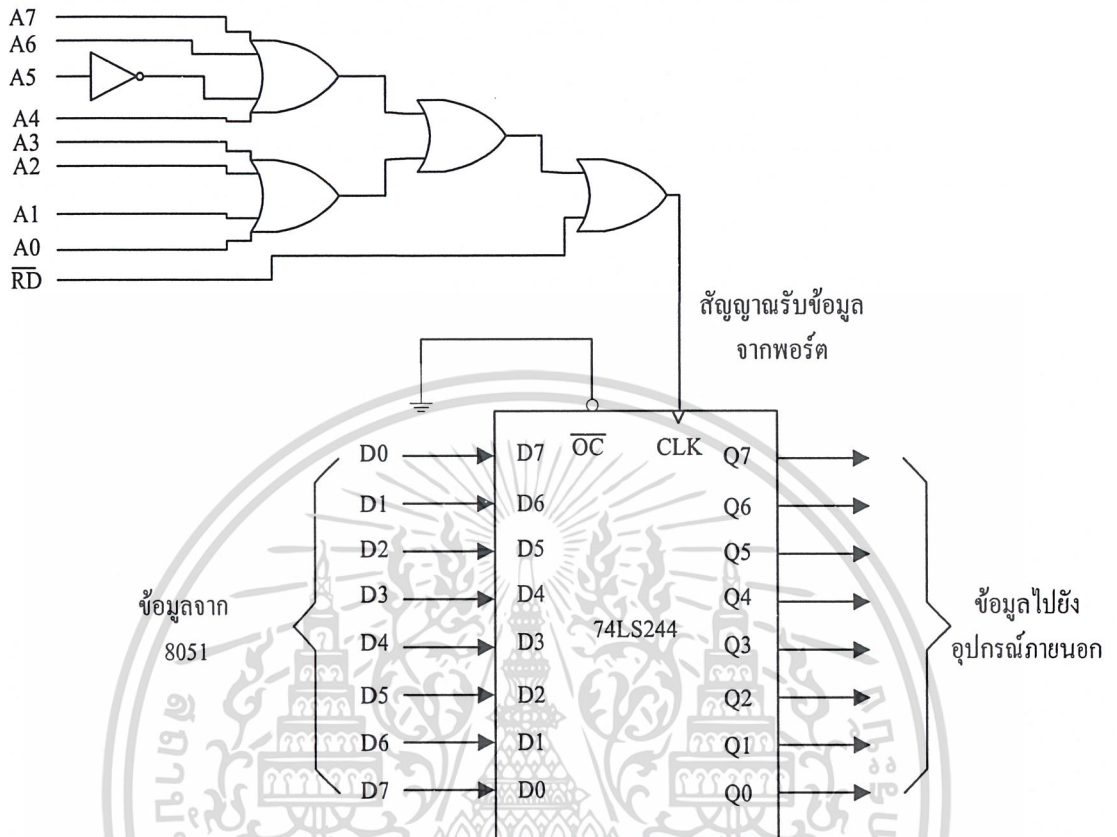 A7
A6
A5
A4
A3
A2
A1
A0
RD
สัญญาณรับข้อมูล
จากพอร์ต
OC
CLK
D0 D7 Q7
D1 D6 Q6
D2 D5 Q5
D3 D4 Q4
ข้อมูลจาก
8051
74LS244
ข้อมูลไปยัง
อุปกรณ์ภายนอก
D4 D3 Q3
D5 D2 Q2
D6 D1 Q1
D7 D0 Q0